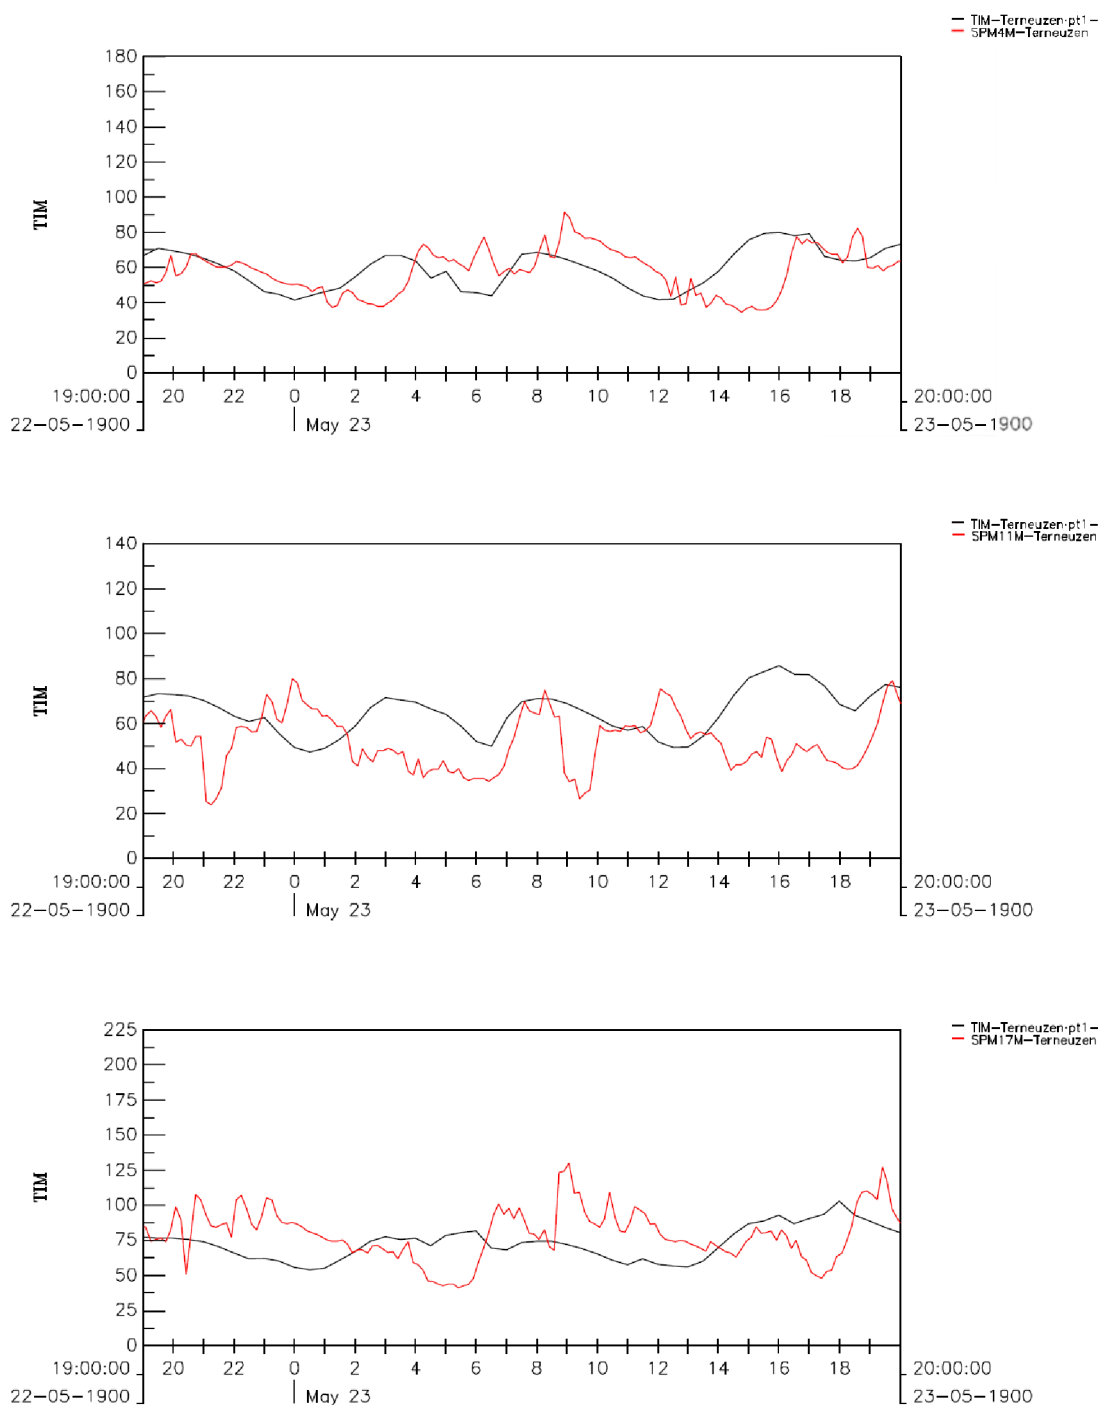 TIM–Terneuzen-pt1–
SPM4M–Terneuzen
180
160
140
120
100
80
60
40
20
0
TIM
20 22 0 2 4 6 8 10 12 14 16 18
19:00:00 20:00:00
22–05–1900 May 23 23–05–1900
TIM–Terneuzen-pt1–
SPM11M–Terneuzen
140
120
100
80
60
40
20
0
TIM
20 22 0 2 4 6 8 10 12 14 16 18
19:00:00 20:00:00
22–05–1900 May 23 23–05–1900
TIM–Terneuzen-pt1–
SPM17M–Terneuzen
225
200
175
150
125
100
75
50
25
0
TIM
20 22 0 2 4 6 8 10 12 14 16 18
19:00:00 20:00:00
22–05–1900 May 23 23–05–1900